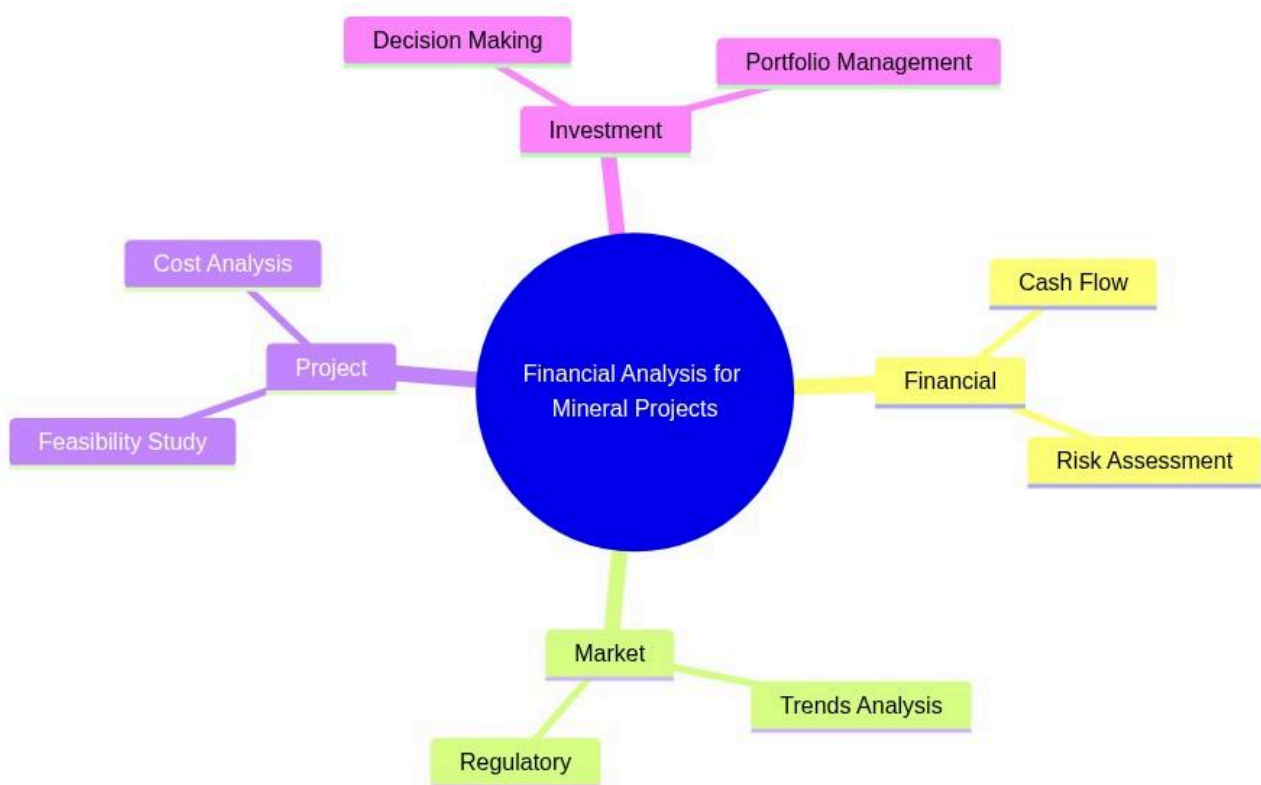 Decision Making
Portfolio Management
Investment
Cost Analysis
Cash Flow
Project
Financial Analysis for
Mineral Projects
Financial
Feasibility Study
Risk Assessment
Market
Trends Analysis
Regulatory